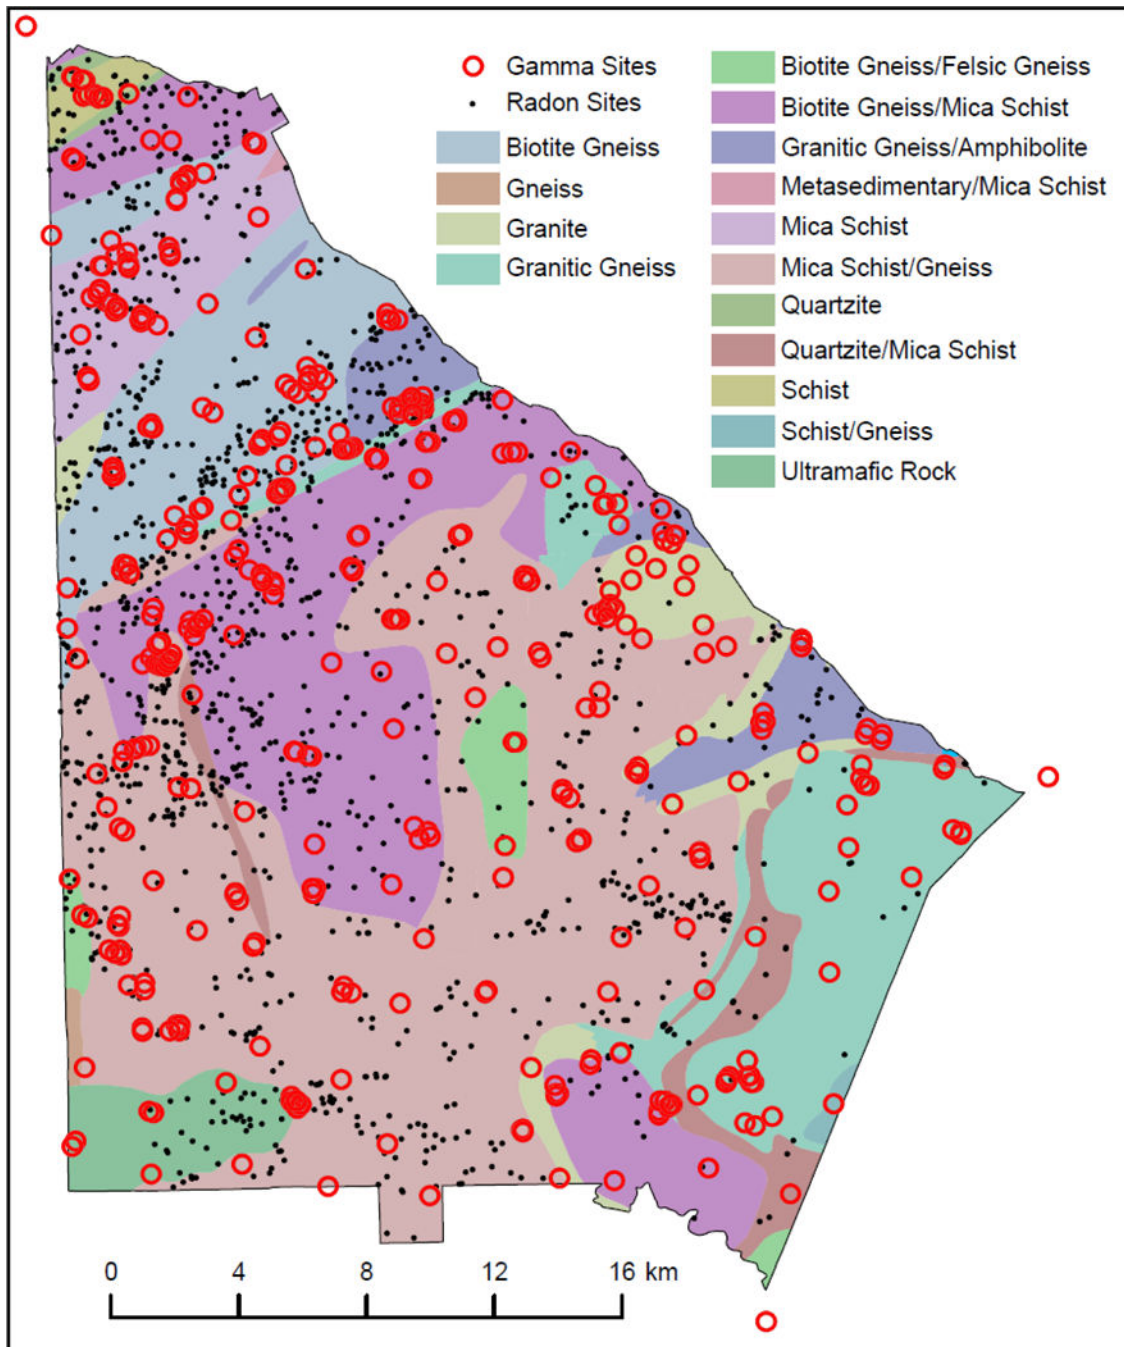 Gamma Sites
Radon Sites
Biotite Gneiss
Gneiss
Granite
Granitic Gneiss
Biotite Gneiss/Felsic Gneiss
Biotite Gneiss/Mica Schist
Granitic Gneiss/Amphibolite
Metasedimentary/Mica Schist
Mica Schist
Mica Schist/Gneiss
Quartzite
Quartzite/Mica Schist
Schist
Schist/Gneiss
Ultramafic Rock
0 4 8 12 16 km